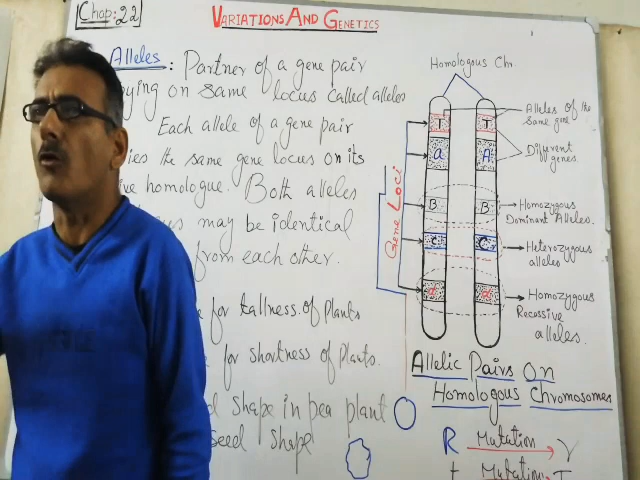 Chap: 22
VARIATIONS AND GENETICS
Alleles : Partner of a gene pair
ying on same locus called alleles
Each allele of a gene pair
ies the same gene locus on its
ve homologue. Both alleles
may be identical
from each other.
e for tallness of plants
for shortness of plants.
d shape in pea plant
Seed shape
Homologous Chr.
T T
a A
B B
C
d d
Gene Loci
Alleles of the
same gene
Different
genes
Homozygous
Dominant Alleles.
Heterozygous
alleles
Homozygous
Recessive
alleles.
Allelic Pairs On
Homologous Chromosomes
R Mutation r
t Mutation T